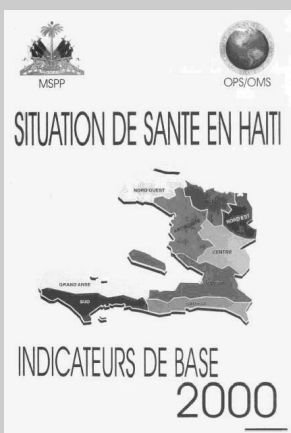 MSPP
OPS/OMS
SITUATION DE SANTE EN HAITI
NORD'OUEST
NORD'EST
CENTRE
GRAND'ANSE
SUD
INDICATEURS DE BASE
2000